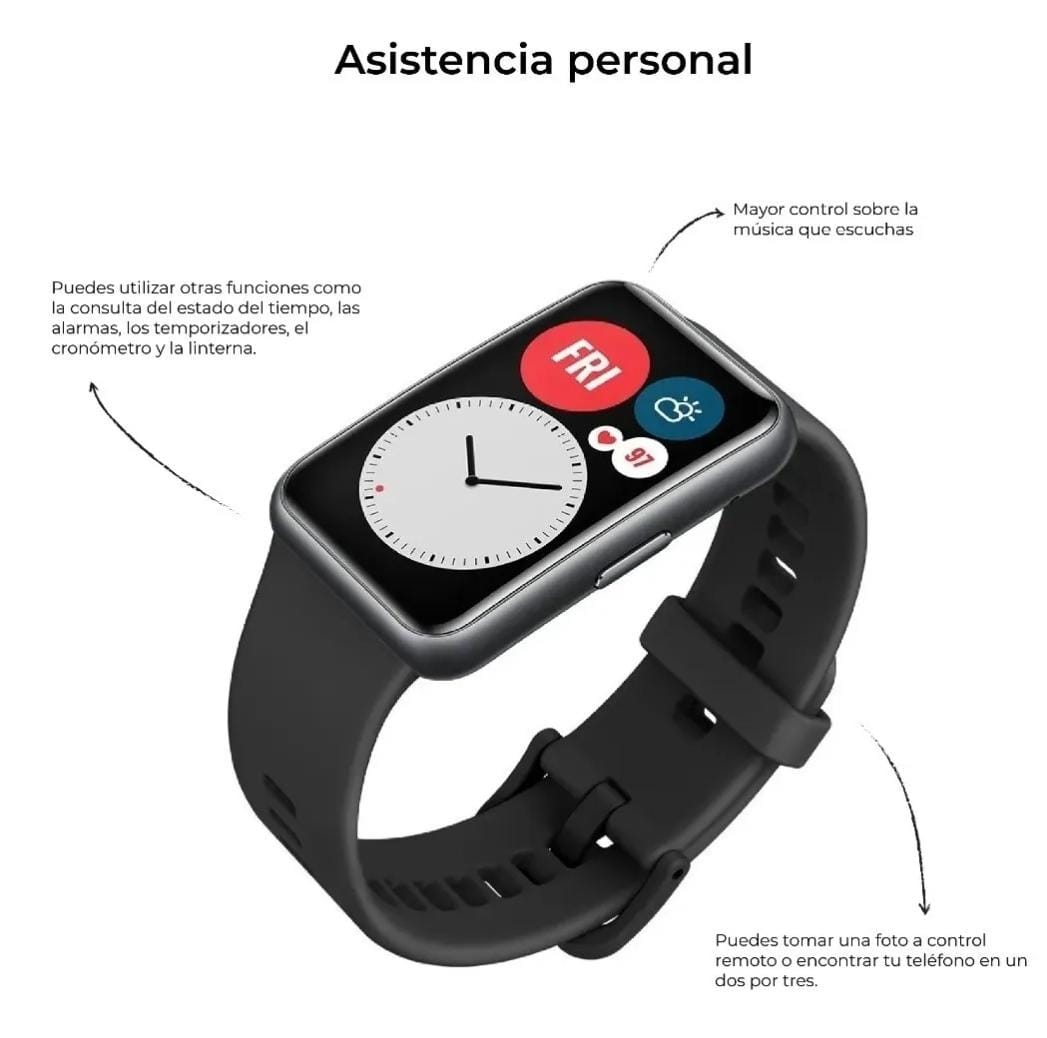 Asistencia personal
Mayor control sobre la
música que escuchas
Puedes utilizar otras funciones como
la consulta del estado del tiempo, las
alarmas, los temporizadores, el
cronómetro y la linterna.
FRI
97
Puedes tomar una foto a control
remoto o encontrar tu teléfono en un
dos por tres.